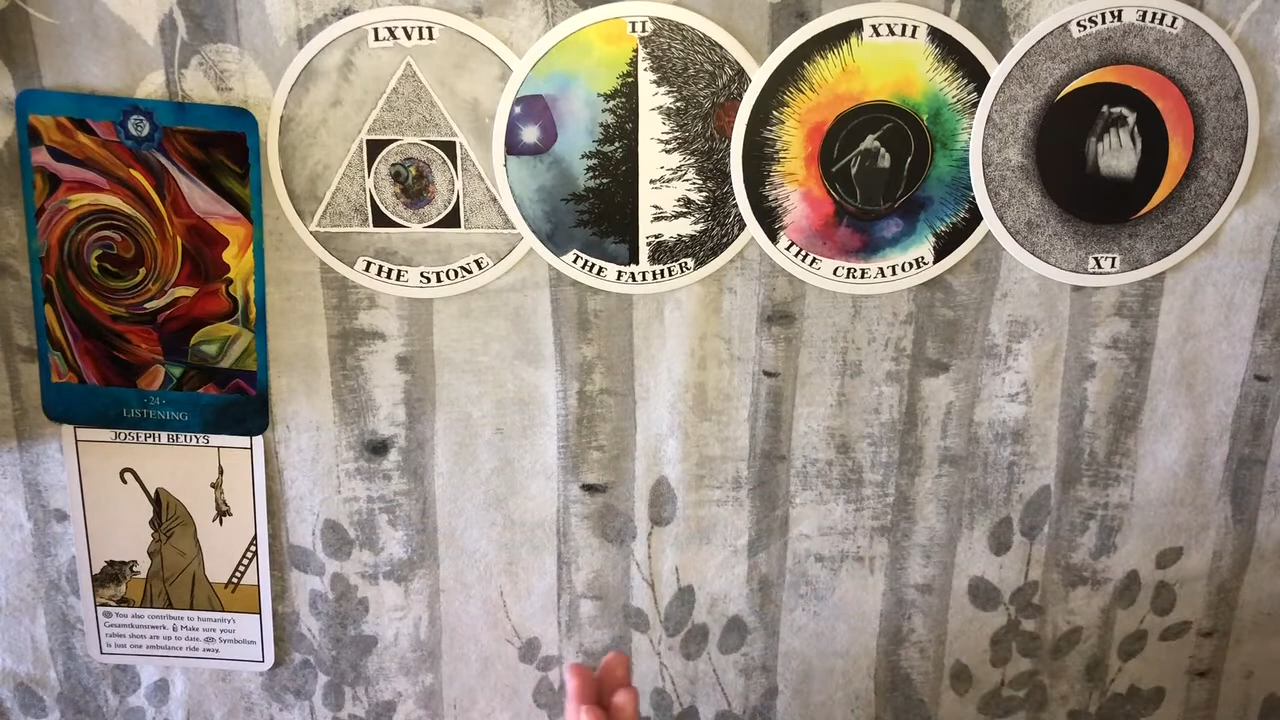 LXVII
THE STONE
II
THE FATHER
XXII
THE CREATOR
THE KISS
LX
· 24 ·
LISTENING
JOSEPH BEUYS
You also contribute to humanity's
Gesamtkunstwerk. Make sure your
rabies shots are up to date. Symbolism
is just one ambulance ride away.